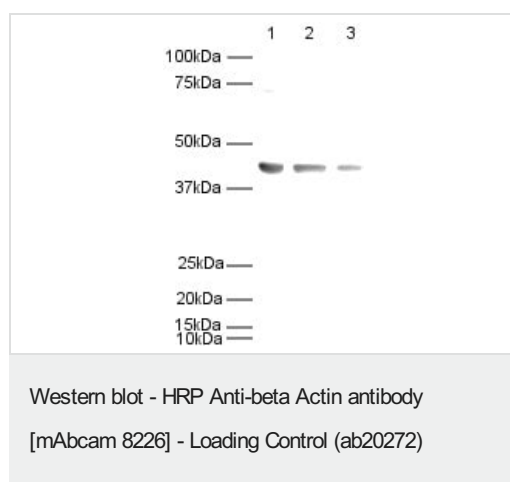 1 2 3
100kDa
75kDa
50kDa
37kDa
25kDa
20kDa
15kDa
10kDa
Western blot - HRP Anti-beta Actin antibody
[mAbcam 8226] - Loading Control (ab20272)